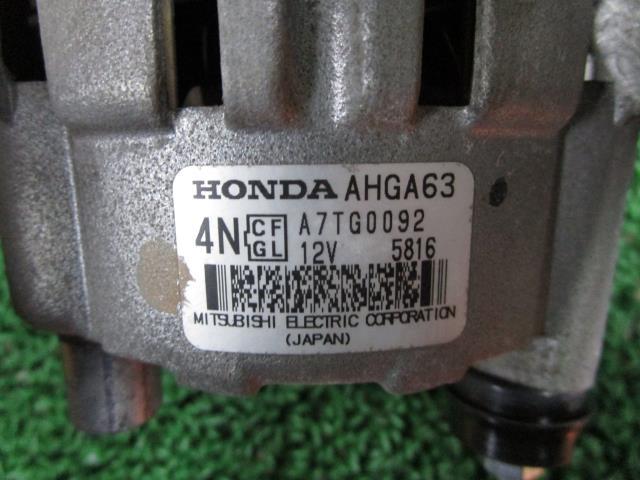 HONDA AHGA63
4N CF GL A7TG0092
12V 5816
MITSUBISHI ELECTRIC CORPORATION
(JAPAN)